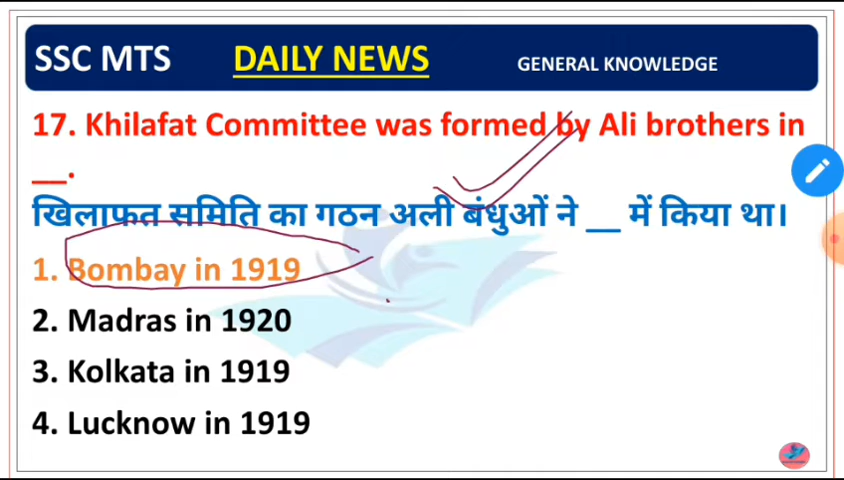 SSC MTS DAILY NEWS GENERAL KNOWLEDGE
17. Khilafat Committee was formed by Ali brothers in
__.
खिलाफत समिति का गठन अली बंधुओं ने __ में किया था।
1. Bombay in 1919
2. Madras in 1920
3. Kolkata in 1919
4. Lucknow in 1919